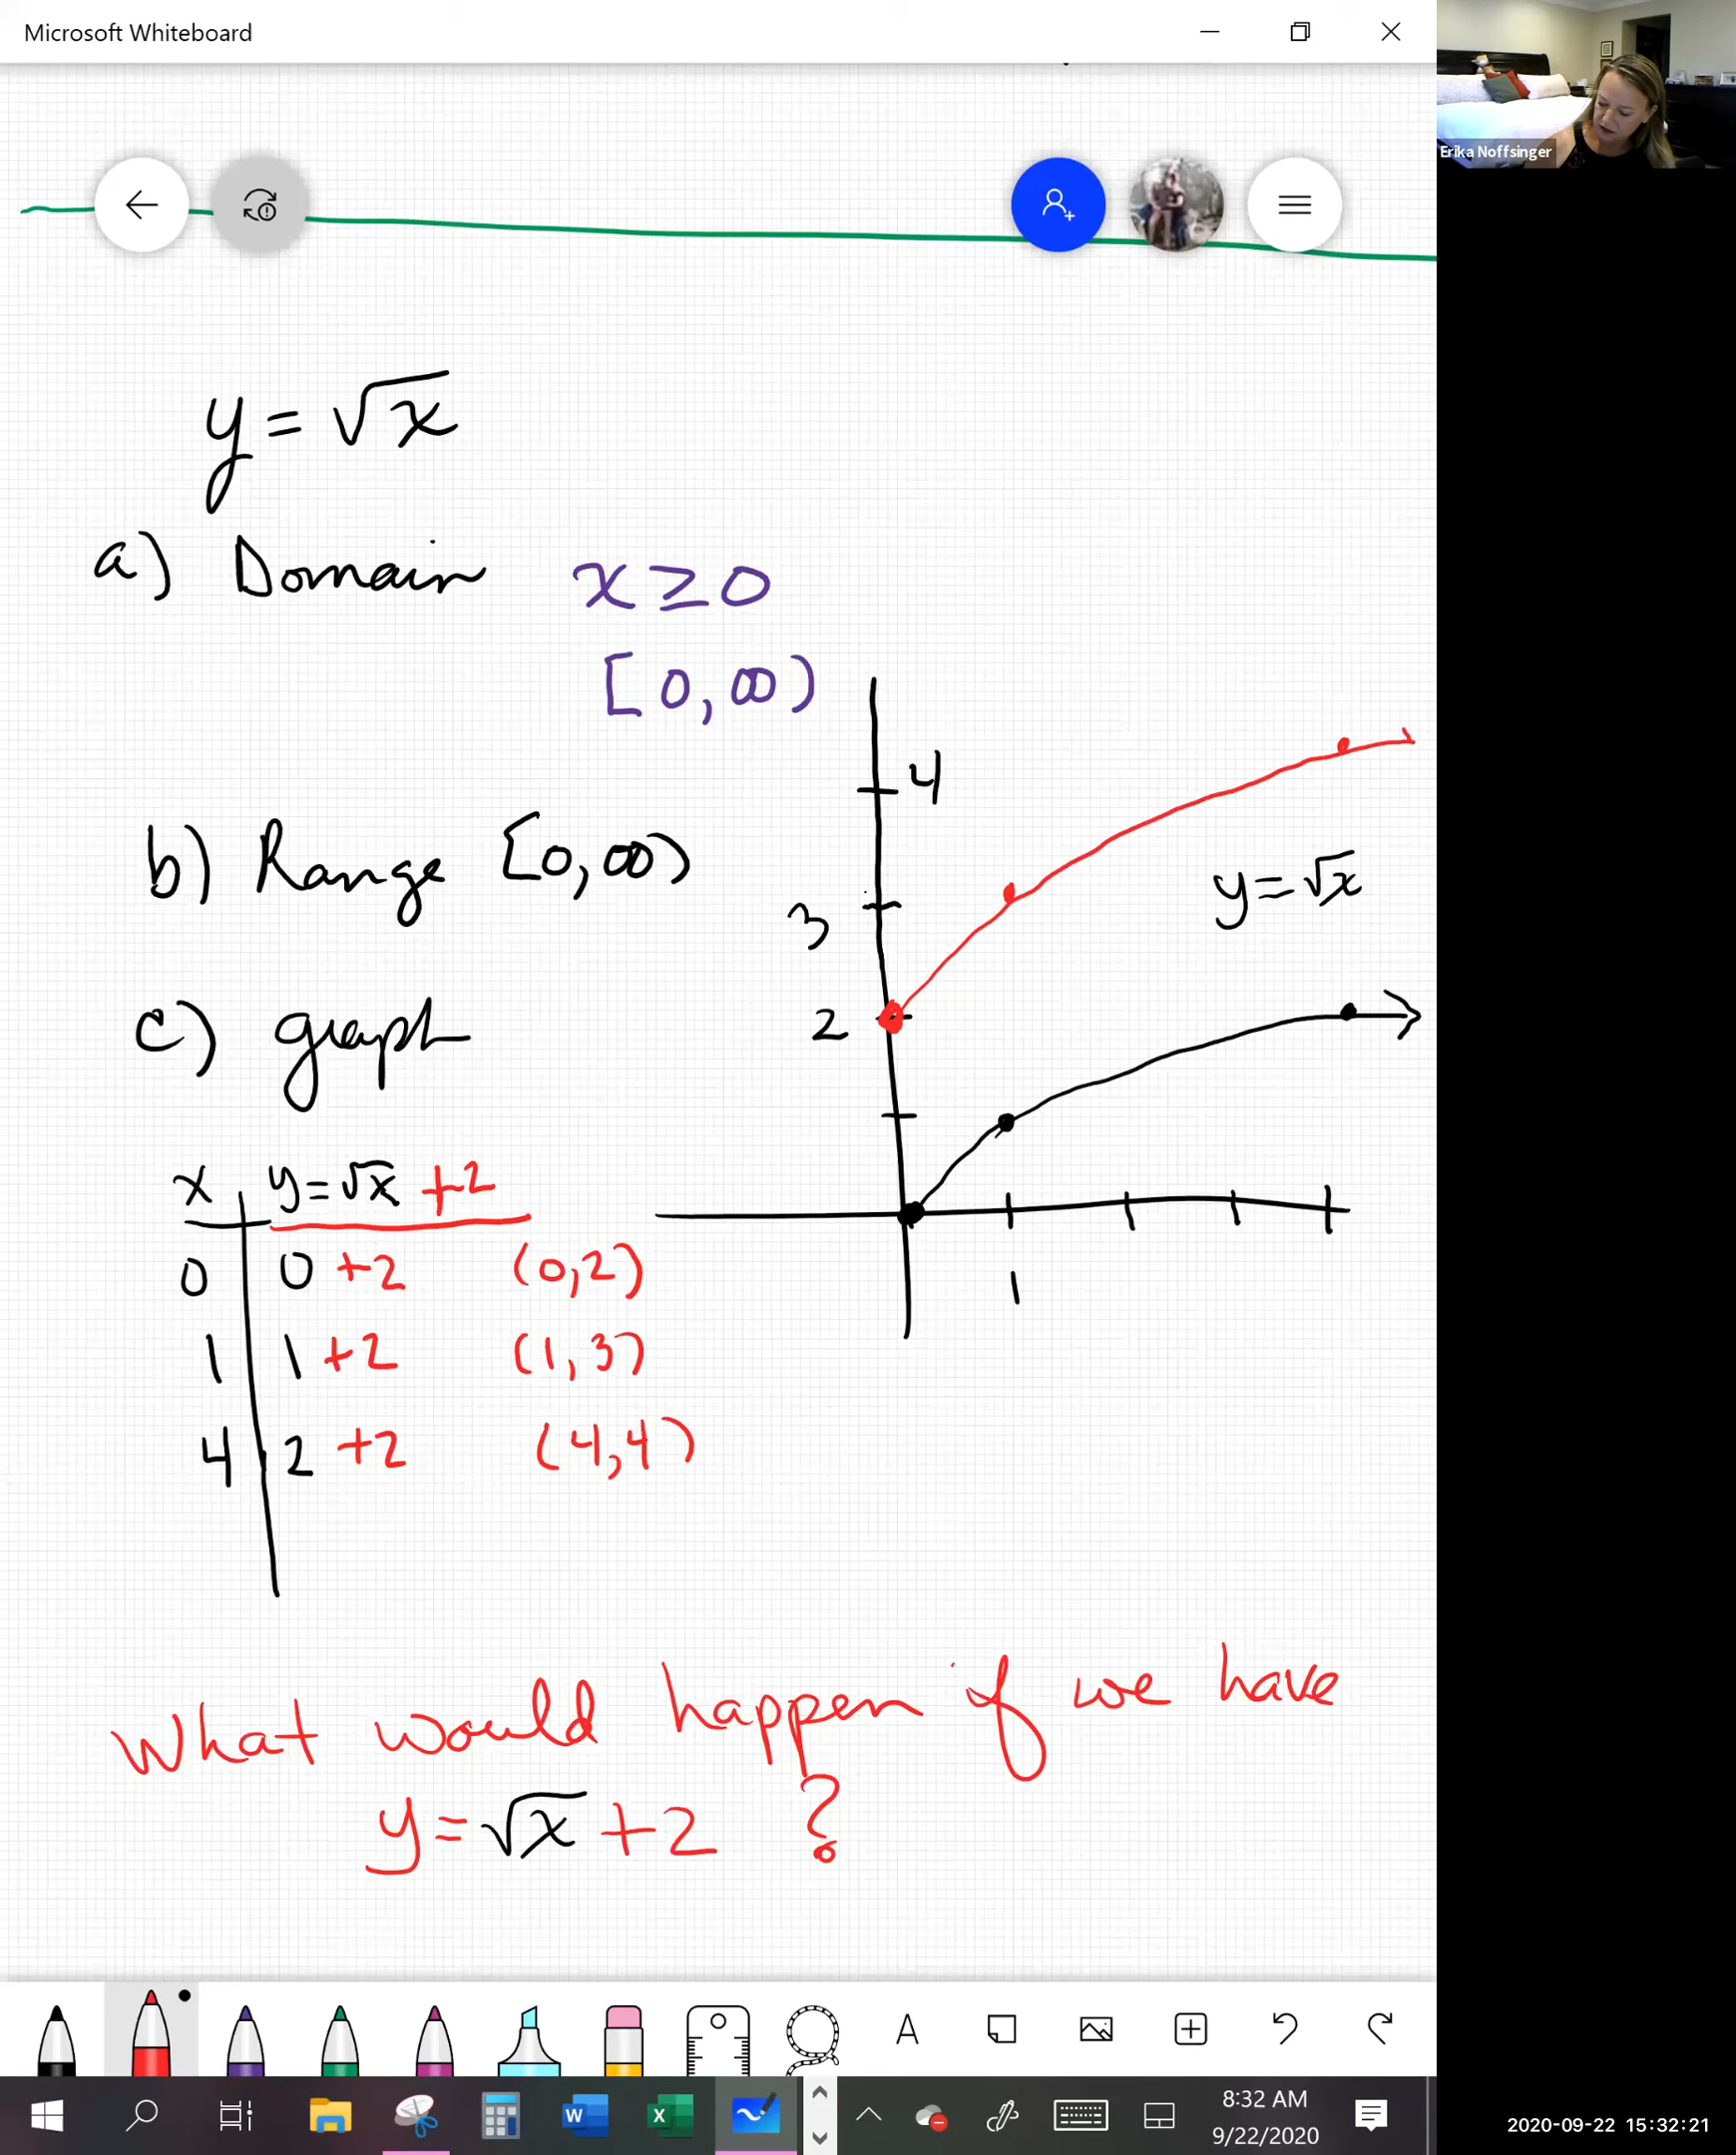 Microsoft Whiteboard
Erika Noffsinger
y = √x
a) Domain x ≥ 0
[0, ∞)
b) Range [0, ∞)
c) graph
4
3
2
1
y = √x
x y = √x + 2
0 0 + 2 (0, 2)
1 1 + 2 (1, 3)
4 2 + 2 (4, 4)
What would happen if we have
y = √x + 2 ?
A
8:32 AM
9/22/2020
2020-09-22 15:32:21